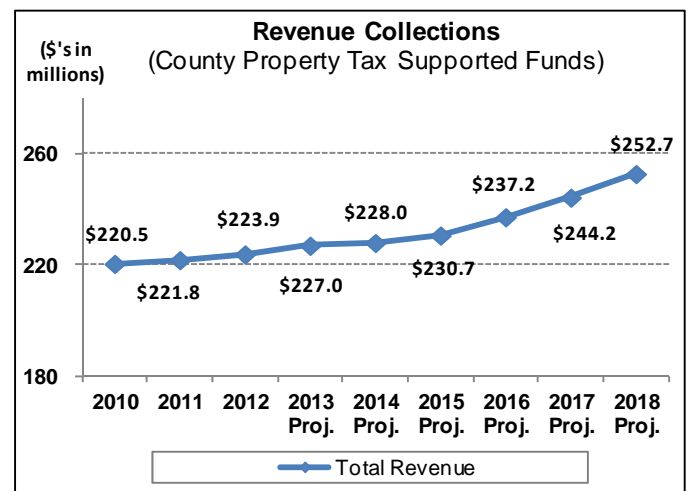 Revenue Collections
(County Property Tax Supported Funds)
($'s in
millions)
260
220
180
$220.5
$221.8
$223.9
$227.0
$228.0
$230.7
$237.2
$244.2
$252.7
2010 2011 2012 2013 2014 2015 2016 2017 2018
Proj. Proj. Proj. Proj. Proj. Proj.
Total Revenue